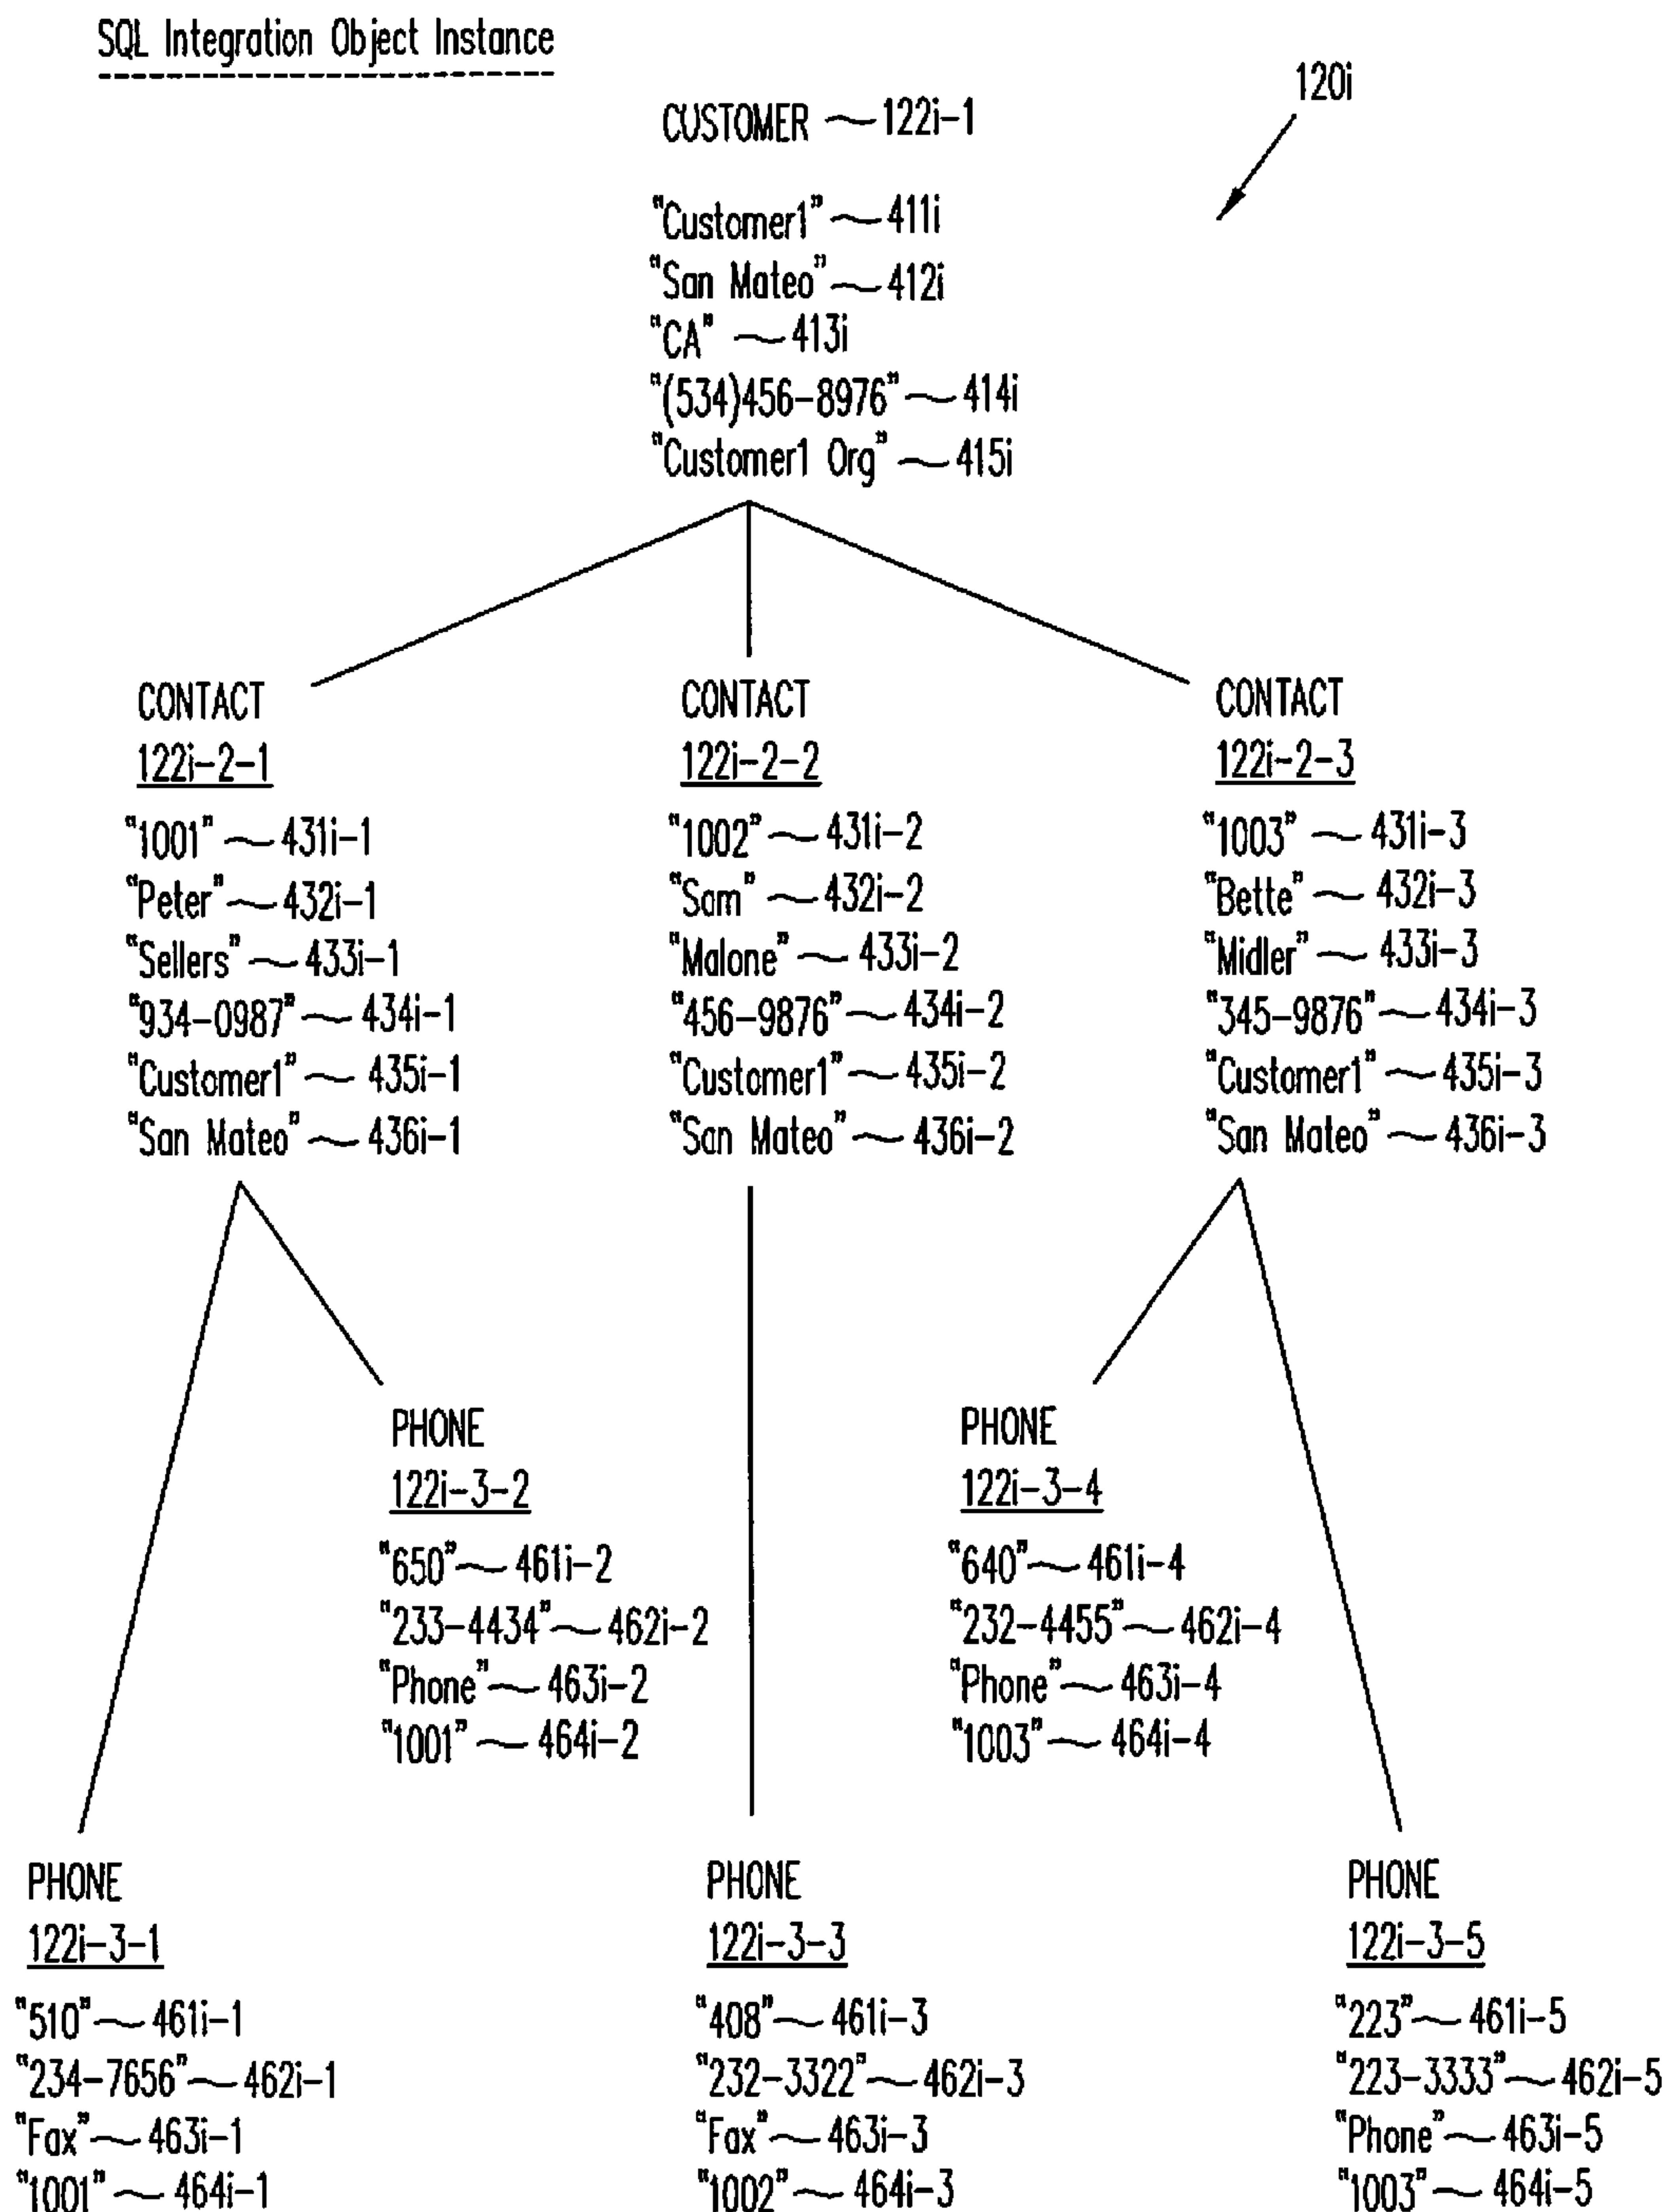 SQL Integration Object Instance
120i
CUSTOMER ~ 122i-1
"Customer1" ~ 411i
"San Mateo" ~ 412i
"CA" ~ 413i
"(534)456-8976" ~ 414i
"Customer1 Org" ~ 415i
CONTACT
122i-2-1
"1001" ~ 431i-1
"Peter" ~ 432i-1
"Sellers" ~ 433i-1
"934-0987" ~ 434i-1
"Customer1" ~ 435i-1
"San Mateo" ~ 436i-1
CONTACT
122i-2-2
"1002" ~ 431i-2
"Sam" ~ 432i-2
"Malone" ~ 433i-2
"456-9876" ~ 434i-2
"Customer1" ~ 435i-2
"San Mateo" ~ 436i-2
CONTACT
122i-2-3
"1003" ~ 431i-3
"Bette" ~ 432i-3
"Midler" ~ 433i-3
"345-9876" ~ 434i-3
"Customer1" ~ 435i-3
"San Mateo" ~ 436i-3
PHONE
122i-3-2
"650" ~ 461i-2
"233-4434" ~ 462i-2
"Phone" ~ 463i-2
"1001" ~ 464i-2
PHONE
122i-3-4
"640" ~ 461i-4
"232-4455" ~ 462i-4
"Phone" ~ 463i-4
"1003" ~ 464i-4
PHONE
122i-3-1
"510" ~ 461i-1
"234-7656" ~ 462i-1
"Fax" ~ 463i-1
"1001" ~ 464i-1
PHONE
122i-3-3
"408" ~ 461i-3
"232-3322" ~ 462i-3
"Fax" ~ 463i-3
"1002" ~ 464i-3
PHONE
122i-3-5
"223" ~ 461i-5
"223-3333" ~ 462i-5
"Phone" ~ 463i-5
"1003" ~ 464i-5